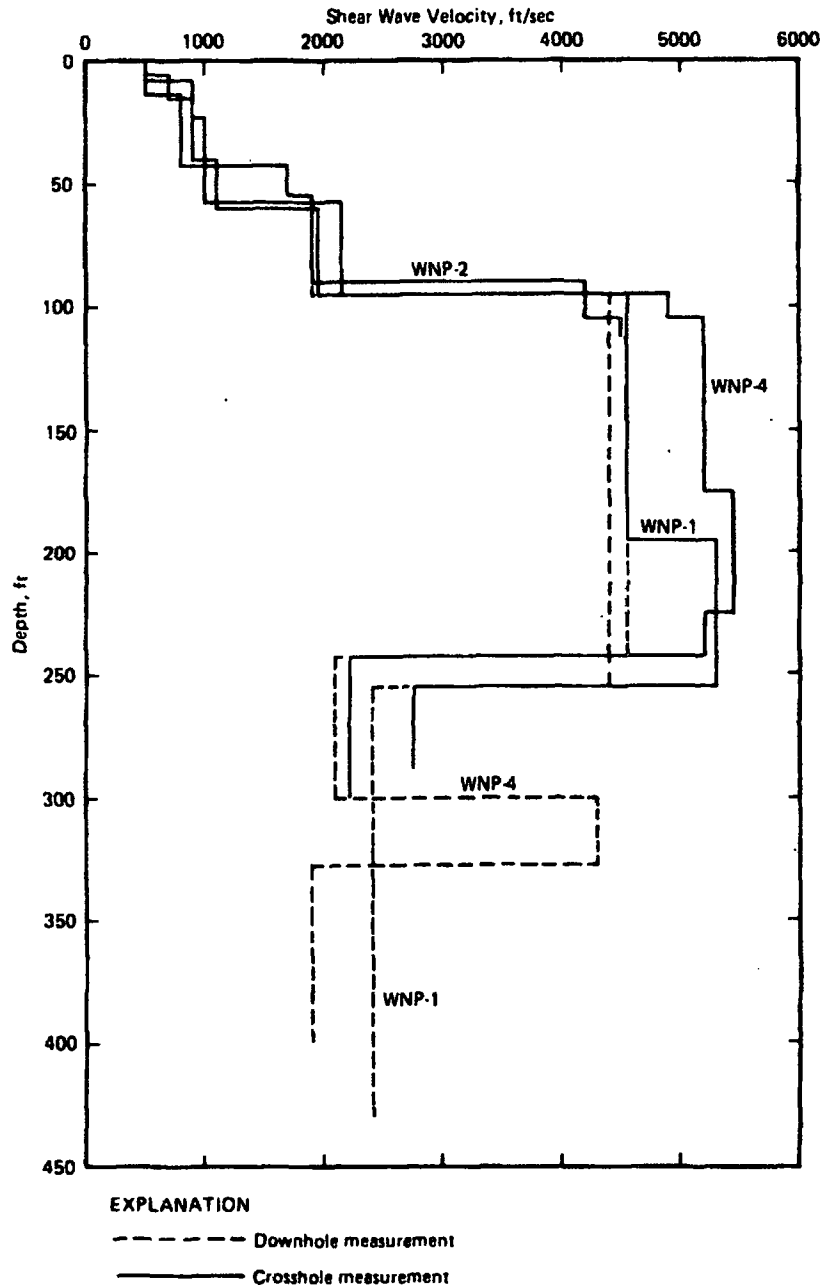 Shear Wave Velocity, ft/sec
0 1000 2000 3000 4000 5000 6000
0
50
WNP-2
100
WNP-4
150
WNP-1
200
Depth, ft
250
WNP-4
300
350
WNP-1
400
450
EXPLANATION
Downhole measurement
Crosshole measurement